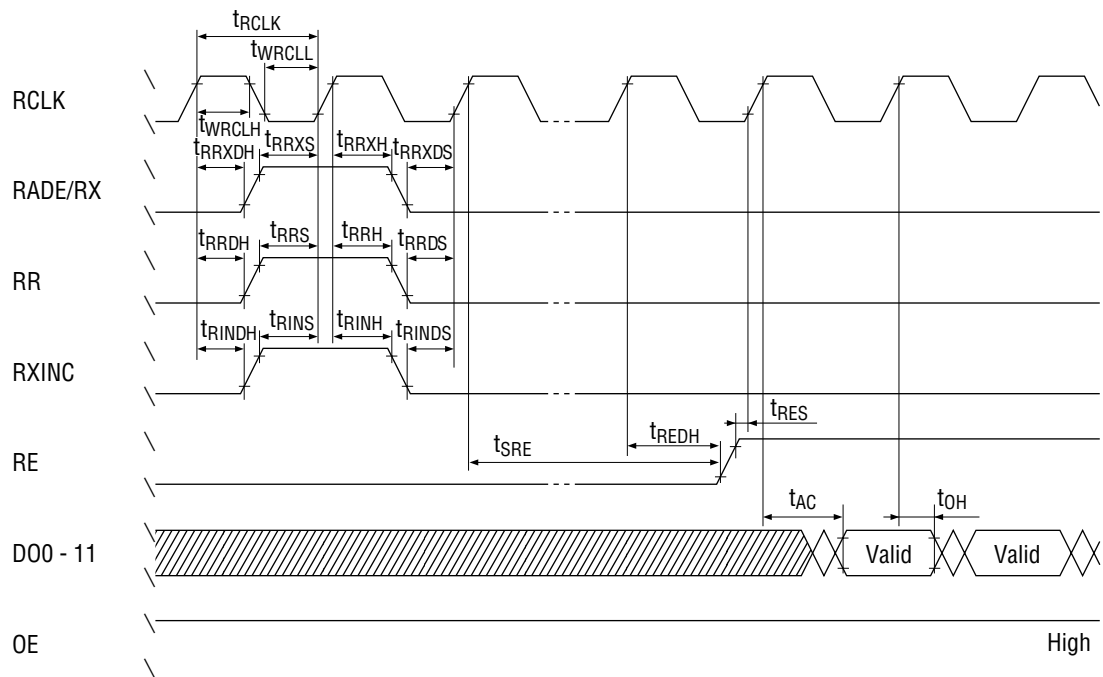 tRCLK
tWRCLL
RCLK
tWRCLH
tRRXDH tRRXS tRRXH tRRXDS
RADE/RX
tRRDH tRRS tRRH tRRDS
RR
tRINDH tRINS tRINH tRINDS
RXINC
tRES
tREDH
tSRE
RE
tAC tOH
DO0 - 11 Valid Valid
OE High